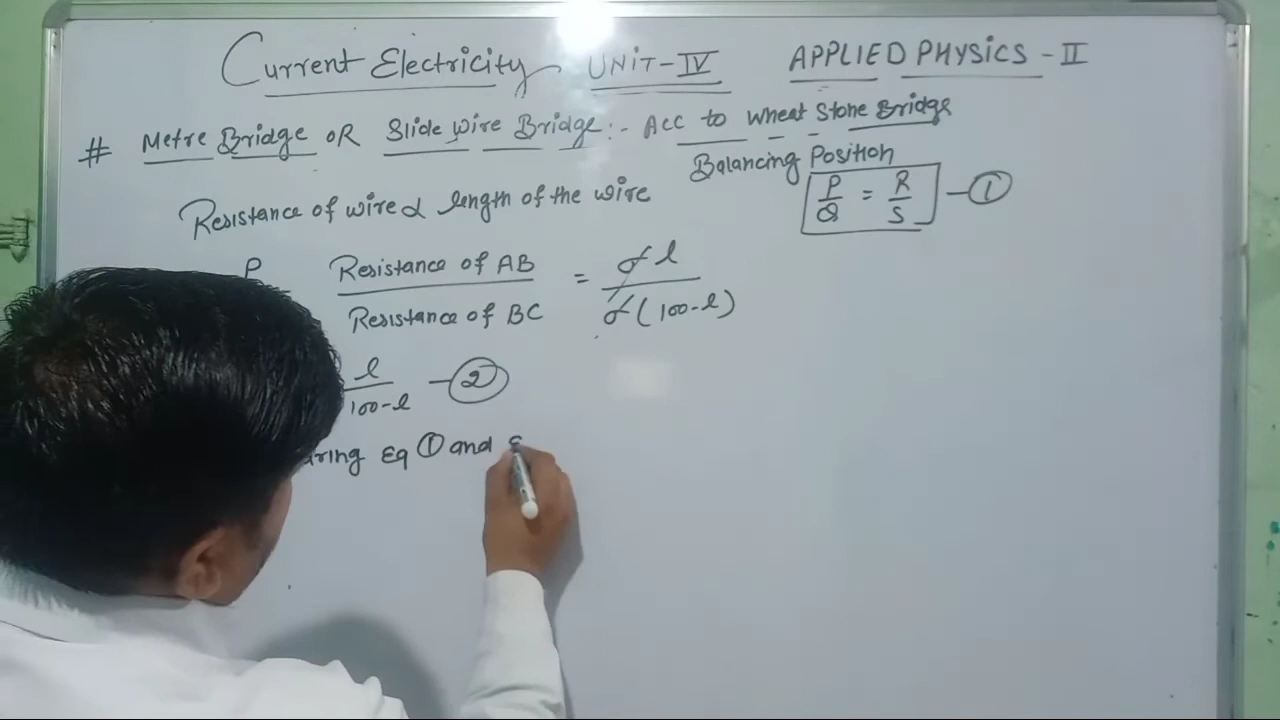 Current Electricity UNIT-IV APPLIED PHYSICS - II
# Metre Bridge OR Slide Wire Bridge :- Acc to Wheat Stone Bridge
Balancing Position
Resistance of wire α length of the wire
P/Q = R/S - ①
P Resistance of AB / Resistance of BC = σl / σ(100-l)
l / 100-l - ②
Eq ① and